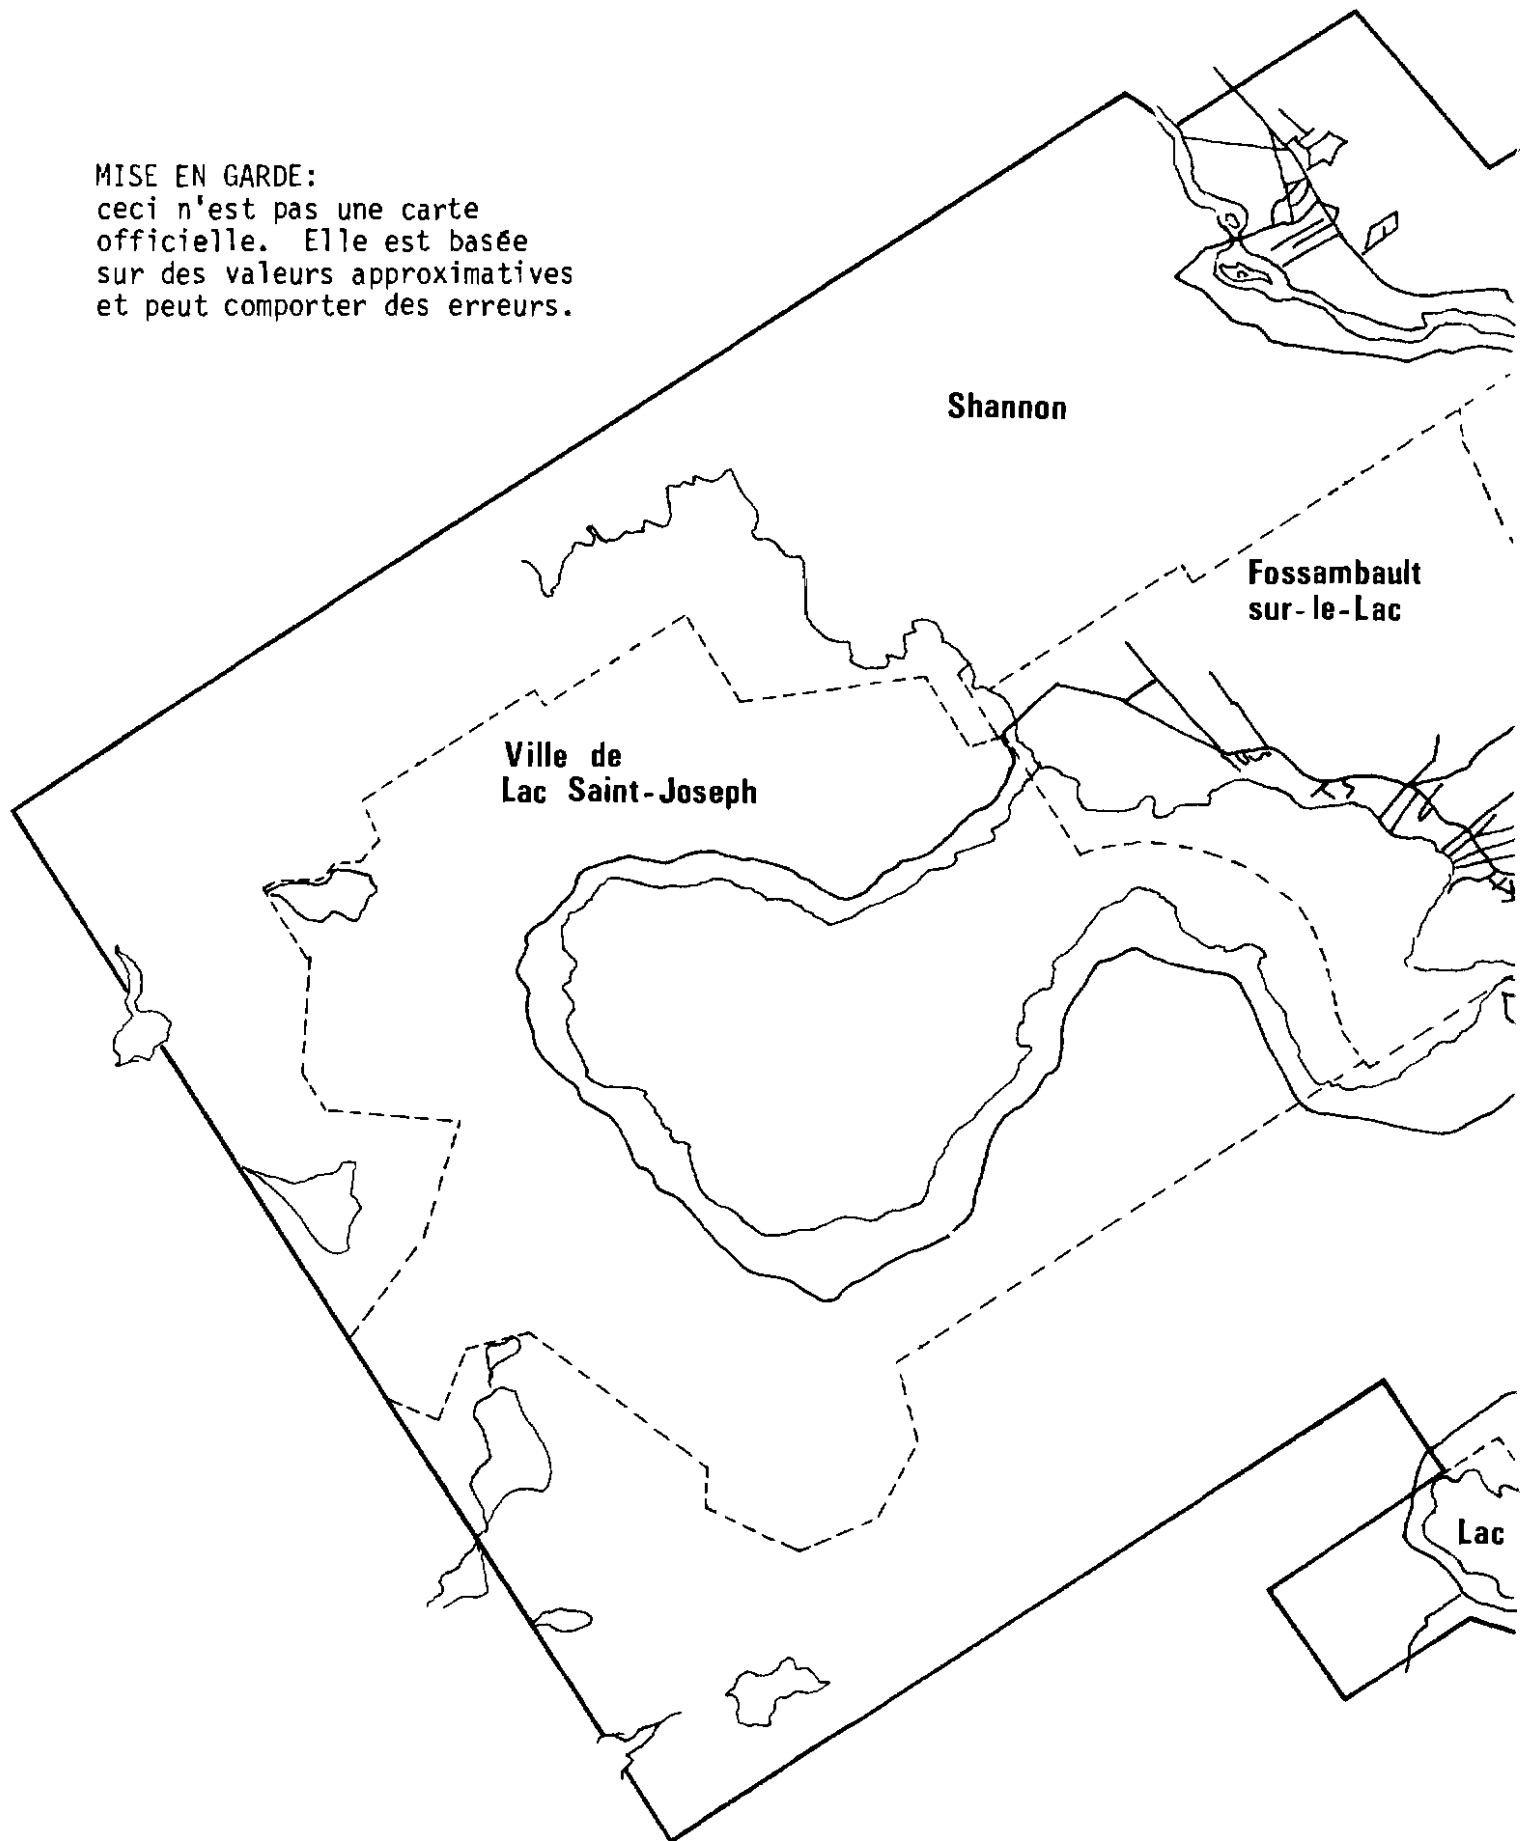 MISE EN GARDE:
ceci n'est pas une carte
officielle. Elle est basée
sur des valeurs approximatives
et peut comporter des erreurs.
Shannon
Fossambault
sur-le-Lac
Ville de
Lac Saint-Joseph
Lac